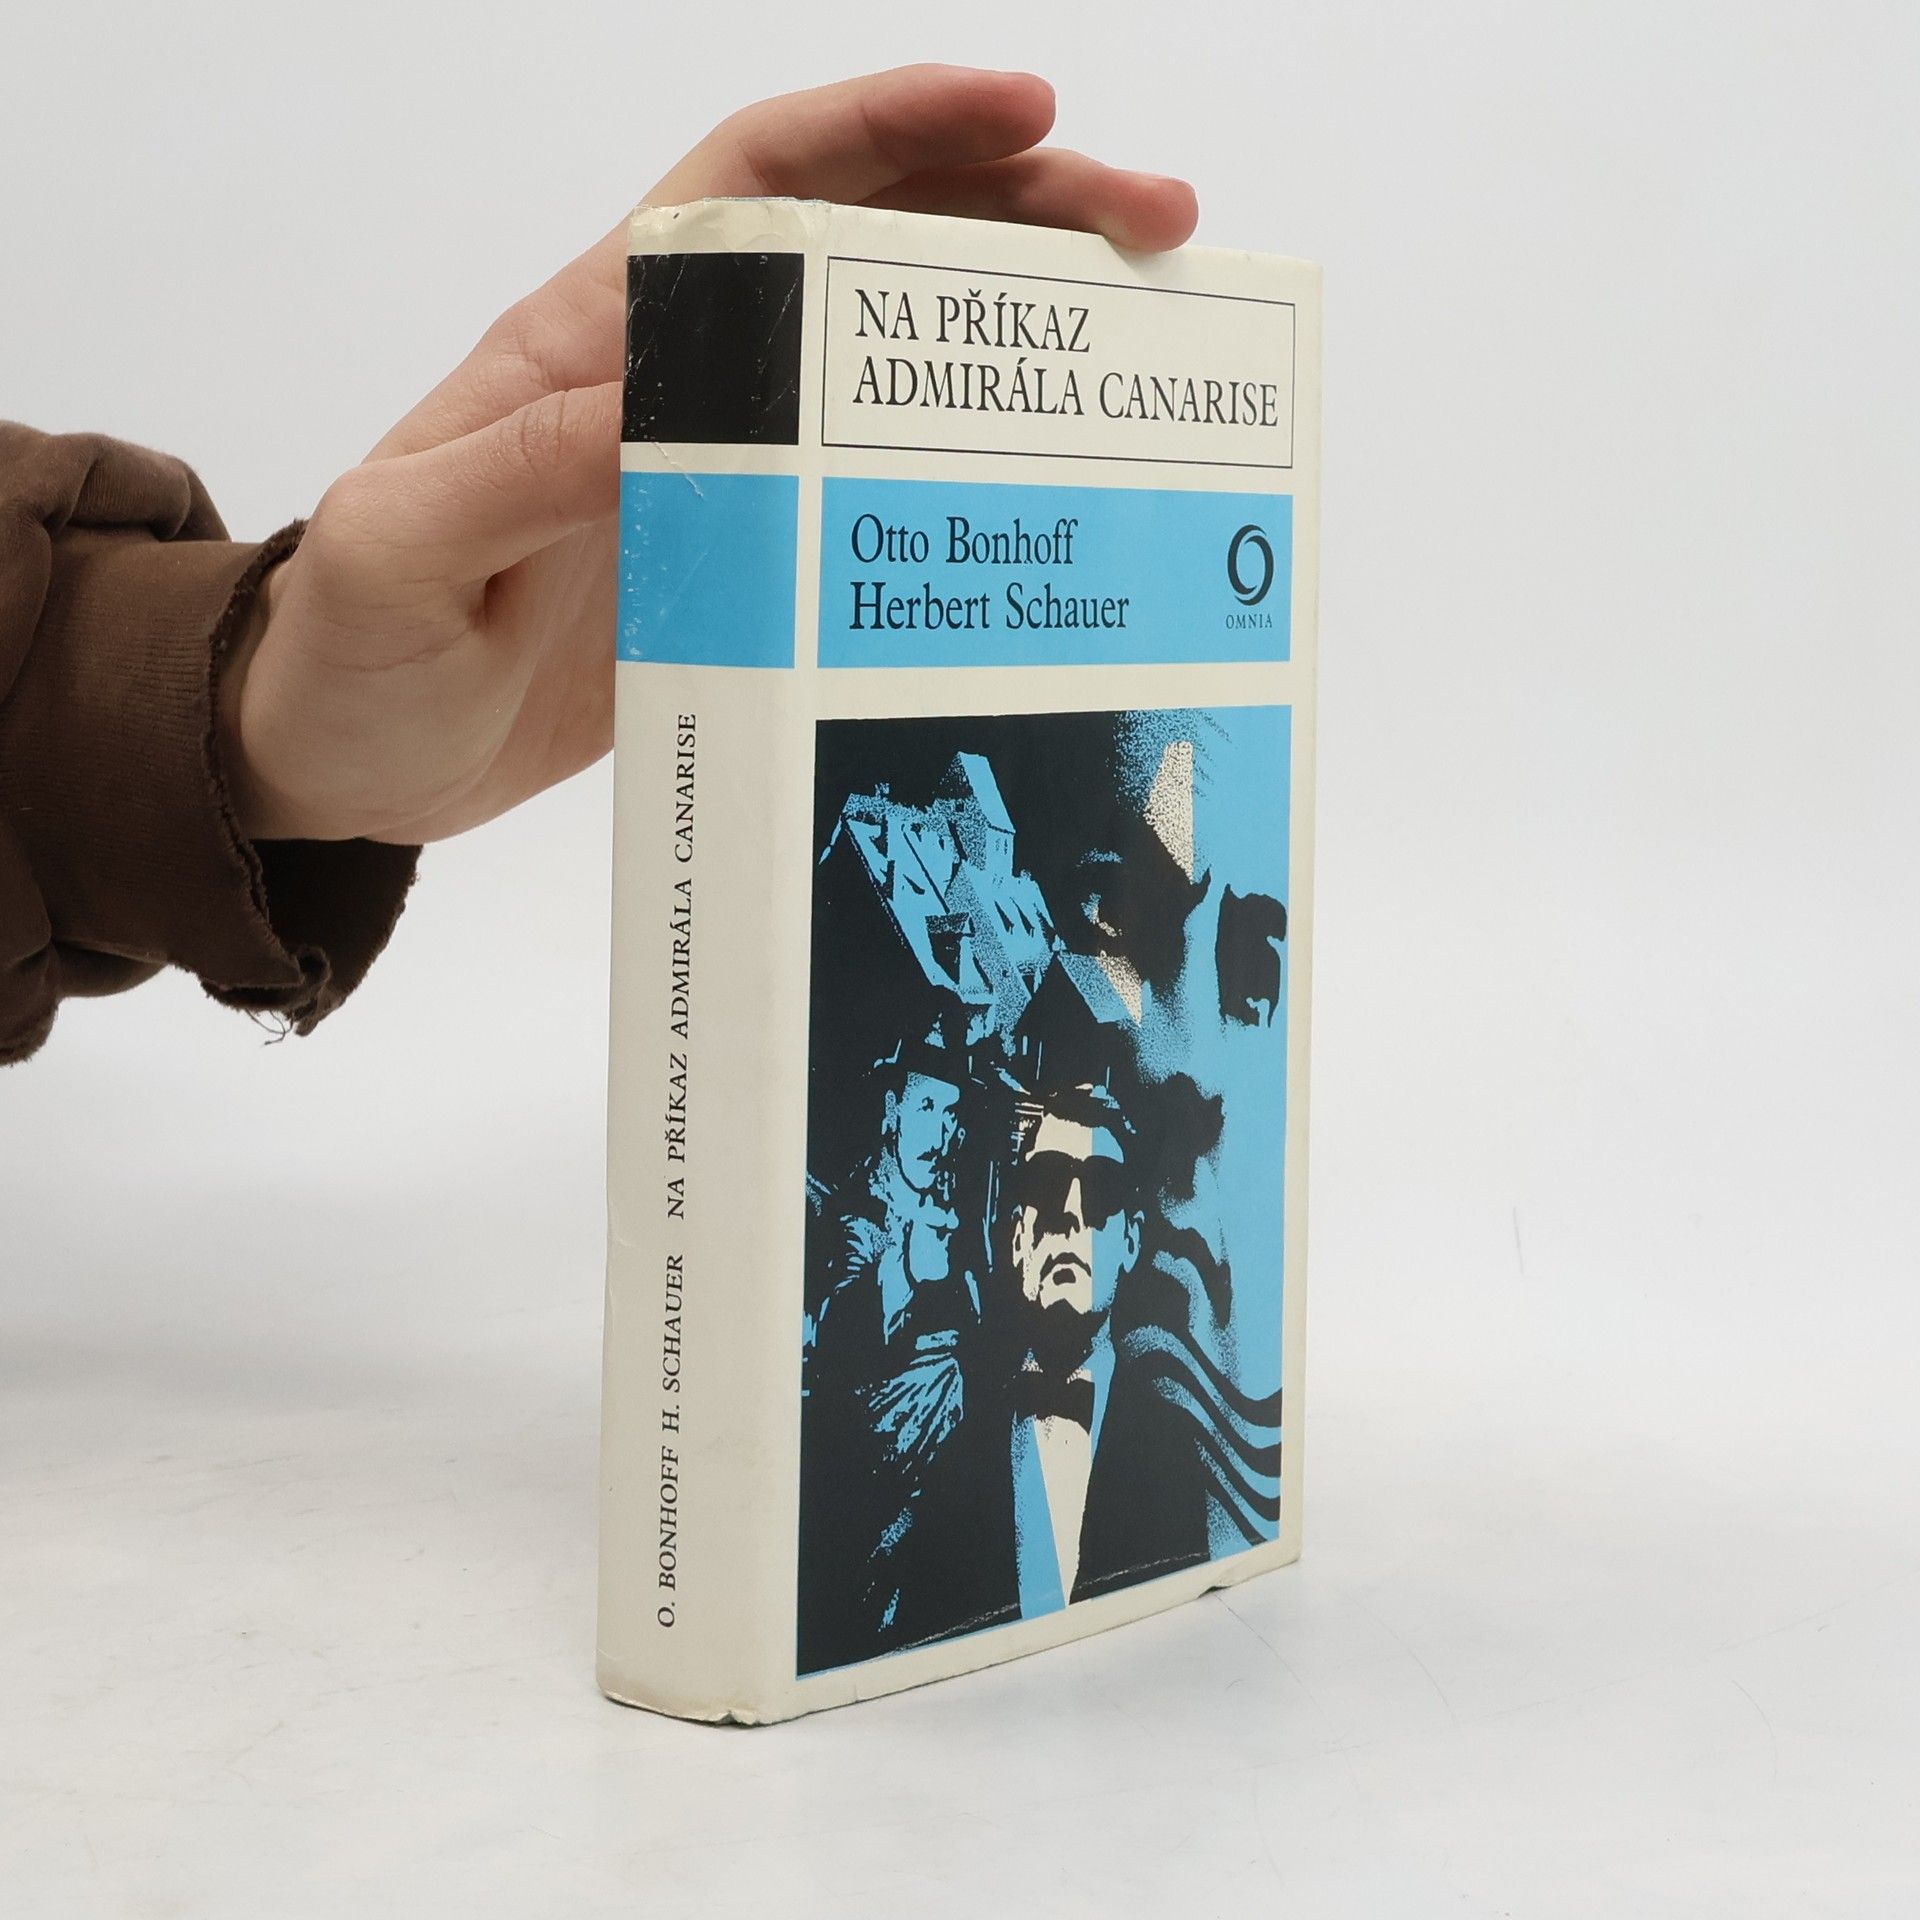 NA PŘÍKAZ
ADMIRÁLA CANARISE
Otto Bonhoff
Herbert Schauer
OMNIA
O. BONHOFF H. SCHAUER NA PŘÍKAZ ADMIRÁLA CANARISE